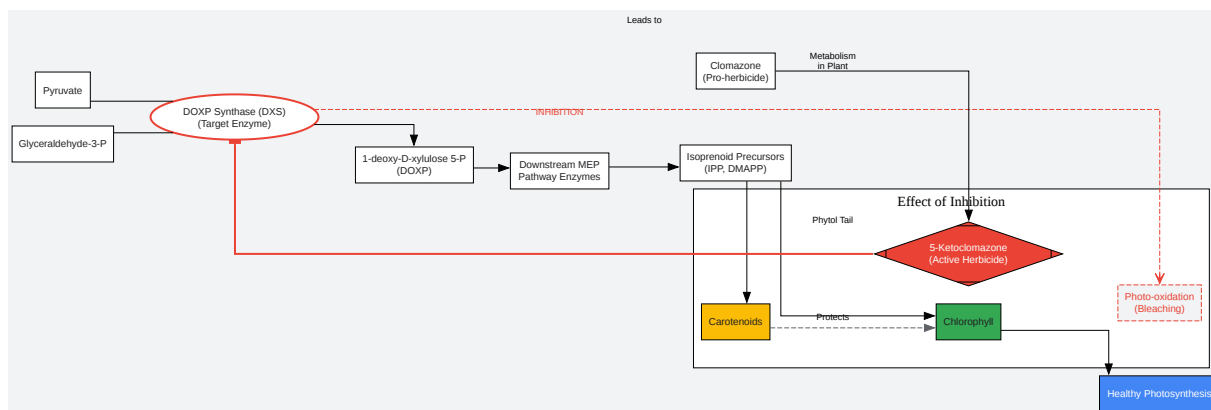 Leads to
Clomazone
(Pro-herbicide)
Metabolism
in Plant
Pyruvate
DOXP Synthase (DXS)
(Target Enzyme)
INHIBITION
Glyceraldehyde-3-P
1-deoxy-D-xylulose 5-P
(DOXP)
Downstream MEP
Pathway Enzymes
Isoprenoid Precursors
(IPP, DMAPP)
Effect of Inhibition
Phytol Tail
5-Ketoclomazone
(Active Herbicide)
Photo-oxidation
(Bleaching)
Carotenoids
Protects
Chlorophyll
Healthy Photosynthesis